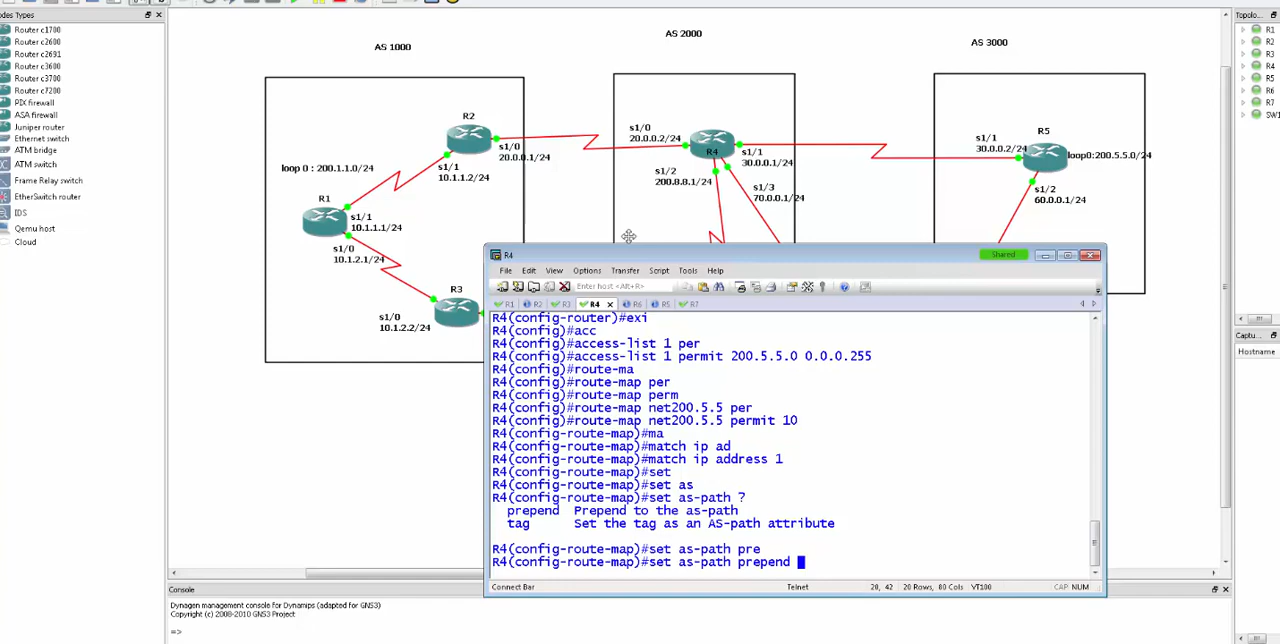 odes Types
Router c1700
Router c2600
Router c2691
Router c3600
Router c3700
Router c7200
PIX firewall
ASA firewall
Juniper router
Ethernet switch
ATM bridge
ATM switch
Frame Relay switch
EtherSwitch router
IDS
Qemu host
Cloud
AS 1000
AS 2000
AS 3000
R2
s1/0
20.0.0.1/24
s1/1
10.1.1.2/24
loop 0 : 200.1.1.0/24
R1
s1/1
10.1.1.1/24
s1/0
10.1.2.1/24
R3
s1/0
10.1.2.2/24
s1/0
20.0.0.2/24
R4
s1/1
30.0.0.1/24
s1/2
200.8.8.1/24
s1/3
70.0.0.1/24
s1/1
30.0.0.2/24
R5
loop0:200.5.5.0/24
s1/2
60.0.0.1/24
Topolo...
R1
R2
R3
R4
R5
R6
R7
SW1
Captu...
Hostname
R4
Shared
File Edit View Options Transfer Script Tools Help
Enter host <Alt+R>
R1 R2 R3 R4 R6 R5 R7
R4(config-router)#exi
R4(config)#acc
R4(config)#access-list 1 per
R4(config)#access-list 1 permit 200.5.5.0 0.0.0.255
R4(config)#route-ma
R4(config)#route-map per
R4(config)#route-map perm
R4(config)#route-map net200.5.5 per
R4(config)#route-map net200.5.5 permit 10
R4(config-route-map)#ma
R4(config-route-map)#match ip ad
R4(config-route-map)#match ip address 1
R4(config-route-map)#set
R4(config-route-map)#set as
R4(config-route-map)#set as-path ?
prepend Prepend to the as-path
tag Set the tag as an AS-path attribute
R4(config-route-map)#set as-path pre
R4(config-route-map)#set as-path prepend
Connect Bar Telnet 20, 42 20 Rows, 80 Cols VT100 CAP NUM
Console
Dynagen management console for Dynamips (adapted for GNS3)
Copyright (c) 2008-2010 GNS3 Project
=>